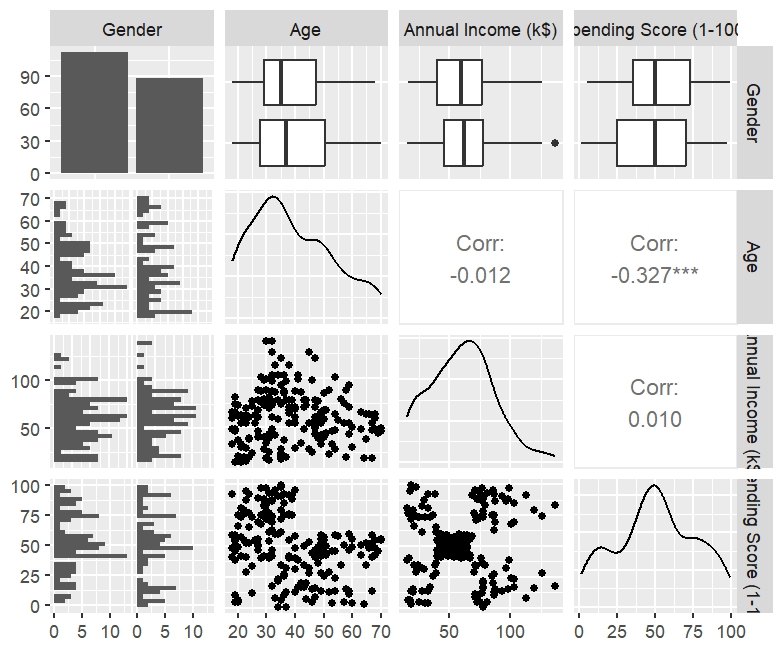 Gender
Age
Annual Income (k$)
pending Score (1-100
90
60
30
0
Gender
70
60
50
40
30
20
Corr:
-0.012
Corr:
-0.327***
Age
100
50
Corr:
0.010
nnual Income (k$
100
75
50
25
0
ending Score (1-1
0 5 10 0 5 10
20 30 40 50 60 70
50 100
0 25 50 75 100